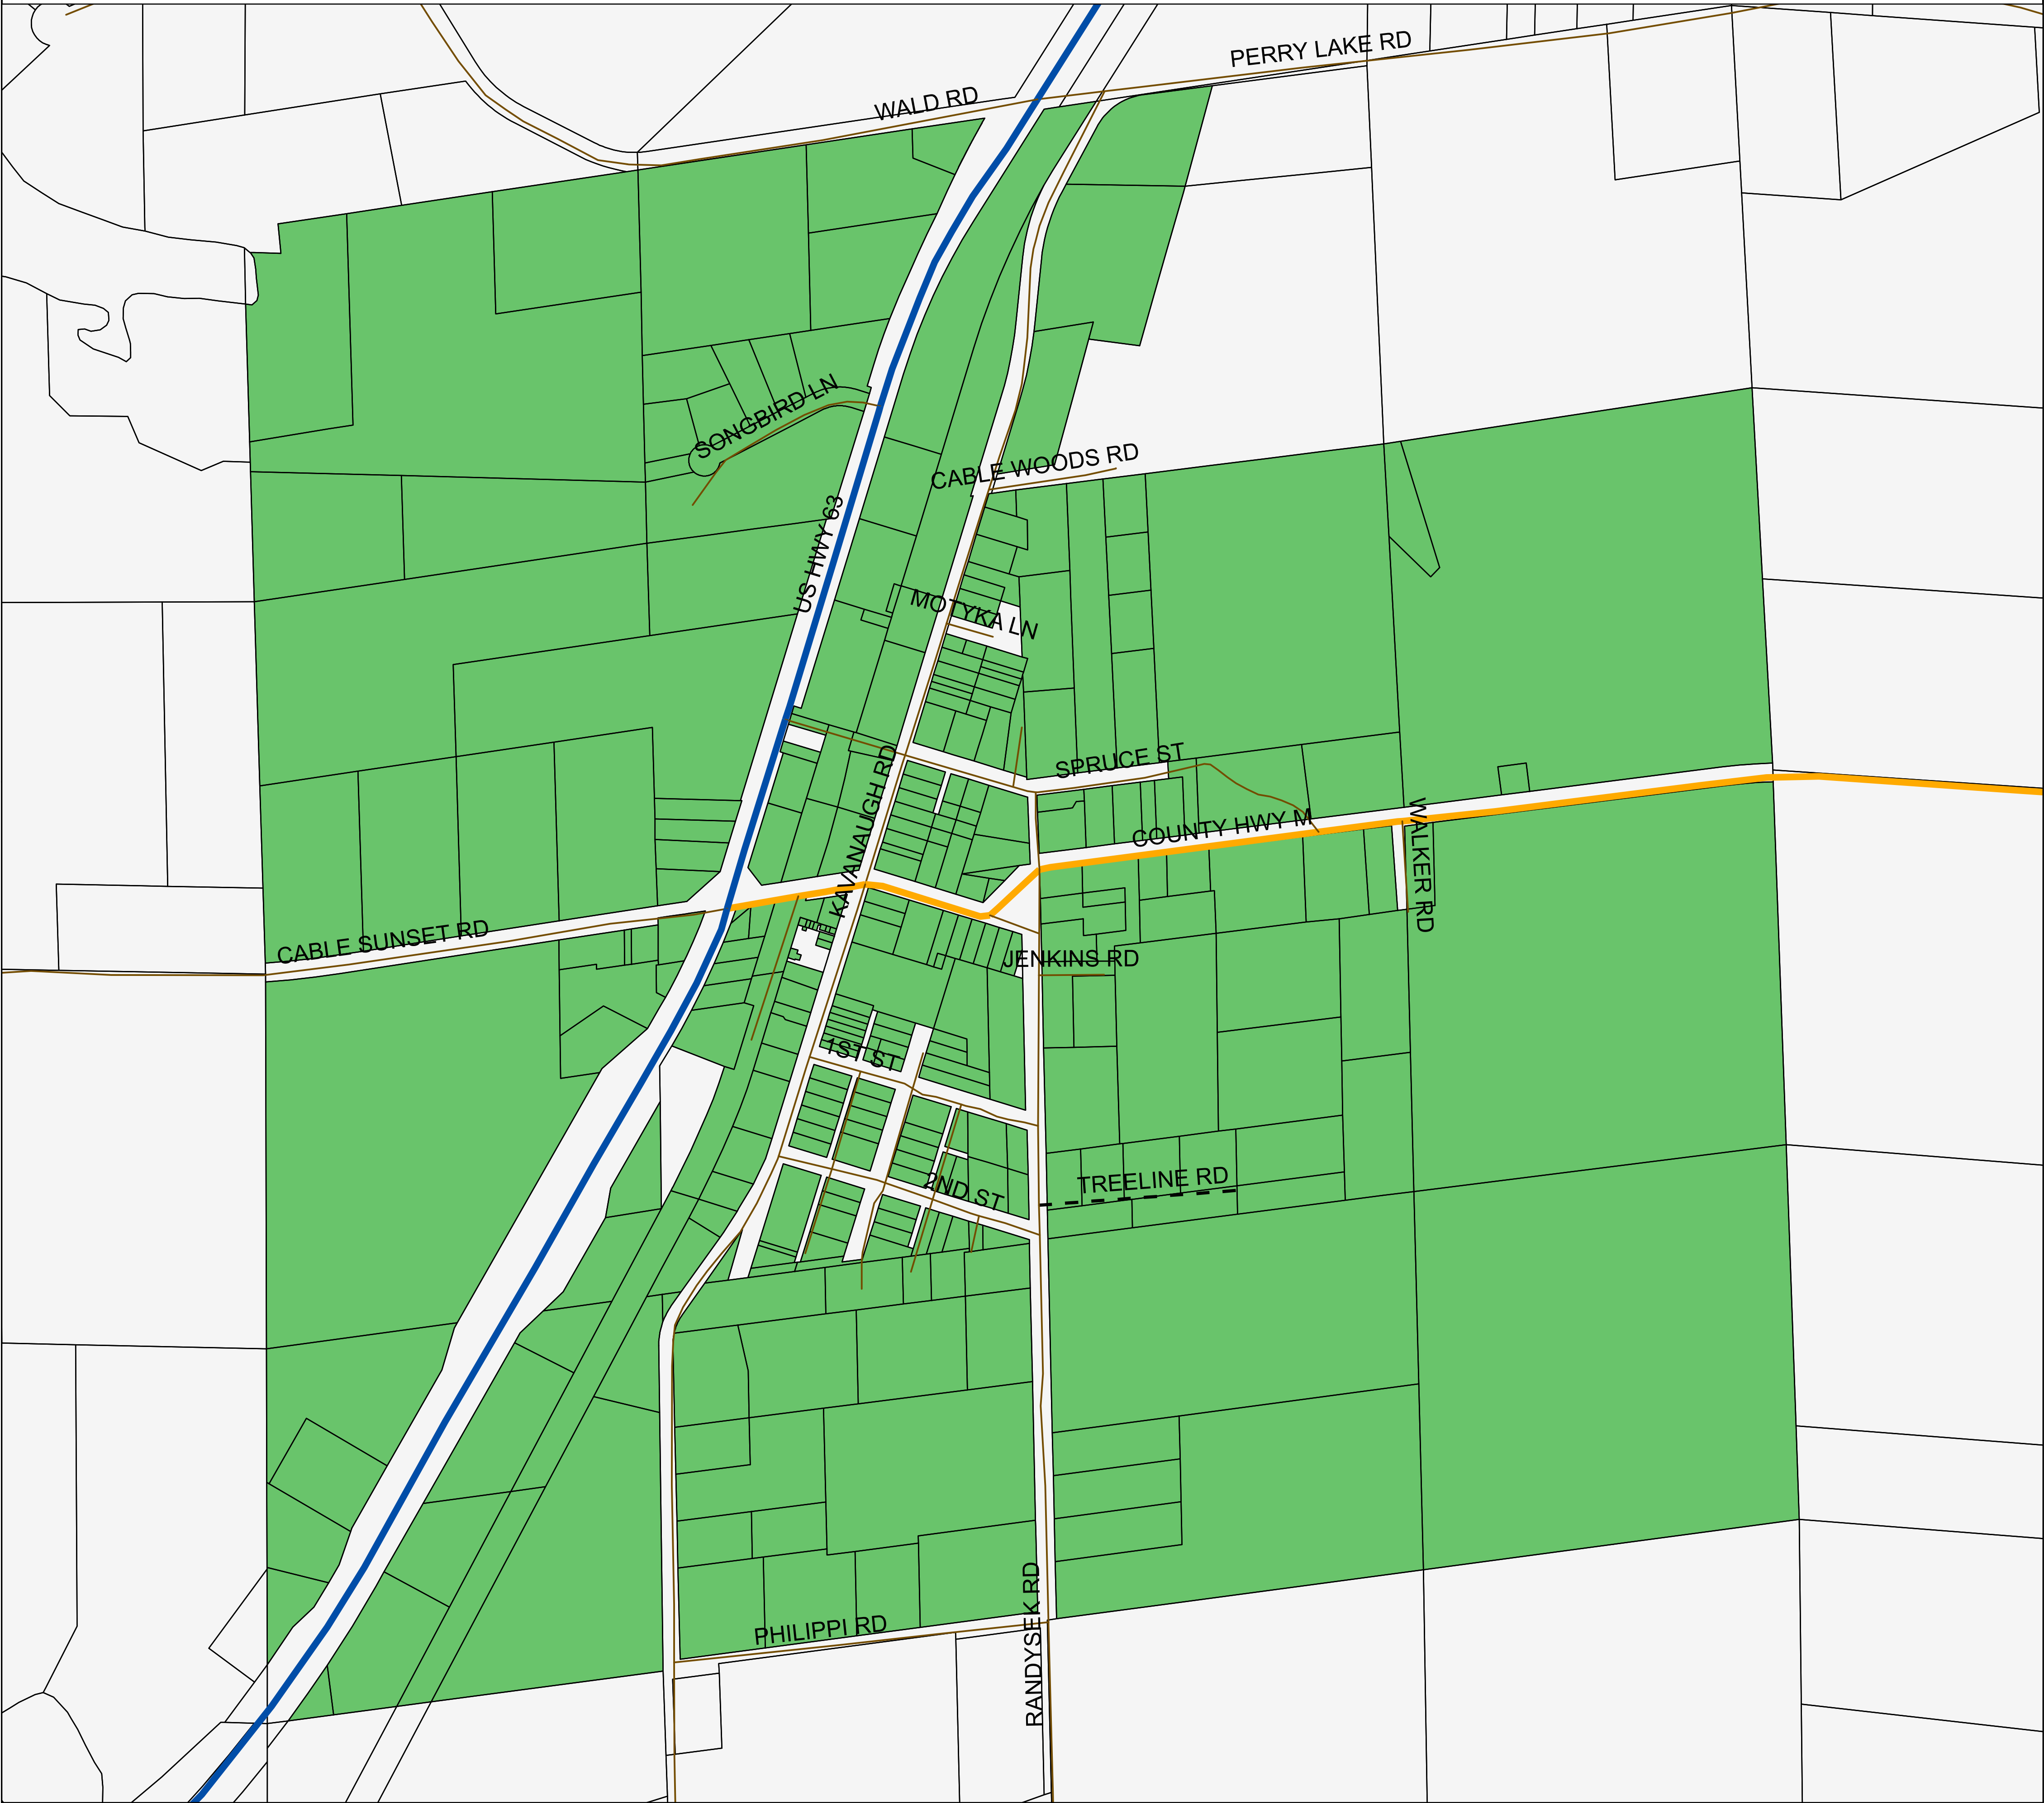 PERRY LAKE RD
WALD RD
SONGBIRD LN
CABLE WOODS RD
US HWY 63
MOTYKA LN
SPRUCE ST
KAVANAUGH RD
COUNTY HWY M
WALKER RD
CABLE SUNSET RD
JENKINS RD
1ST ST
TREELINE RD
2ND ST
PHILIPPI RD
RANDYSEK RD